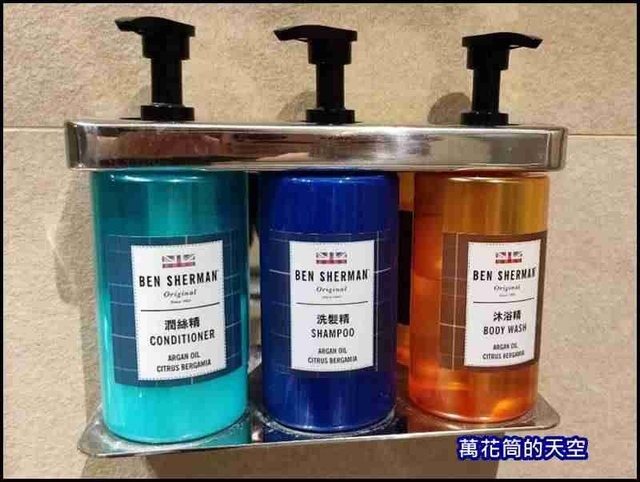 BEN SHERMAN
Original
Since 1963
潤絲精
CONDITIONER
ARGAN OIL
CITRUS BERGAMIA
BEN SHERMAN
Original
洗髮精
SHAMPOO
ARGAN OIL
CITRUS BERGAMIA
BEN SHERMAN
Original
沐浴精
BODY WASH
ARGAN OIL
CITRUS BERGAMIA
萬花筒的天空